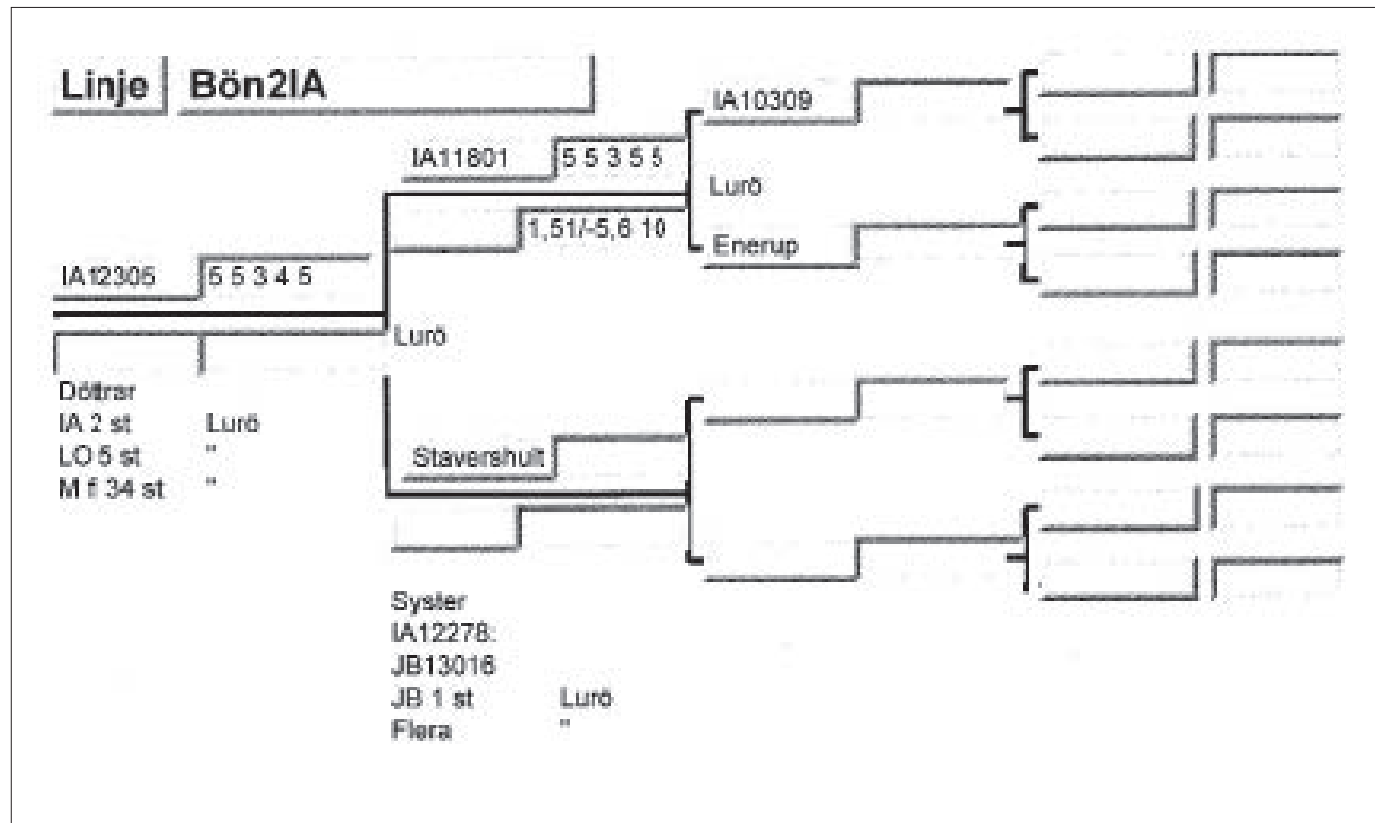 Linje Bön2IA
IA10309
IA11801 5 5 3 5 5
Lurö
1,51/-5,6 10
Enerup
IA12305 5 5 3 4 5
Lurö
Döttrar
IA 2 st Lurö
LO 5 st "
M f 34 st "
Stavershult
Syster
IA12278:
JB13016
JB 1 st Lurö
Flera "